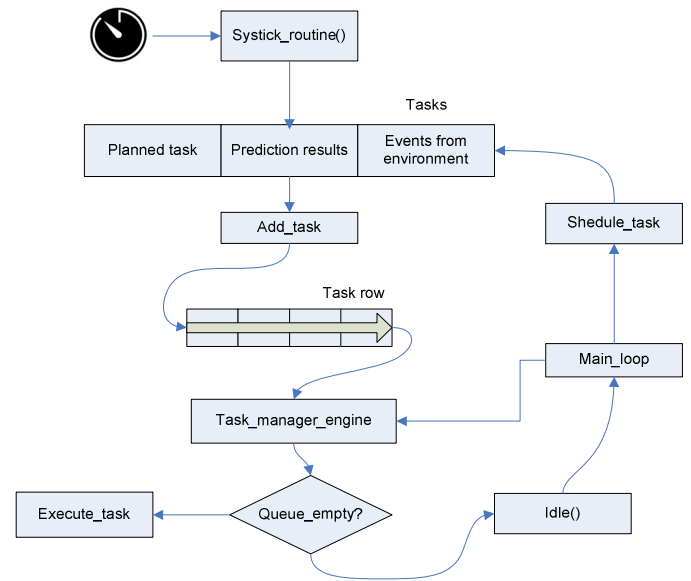 Systick_routine()
Tasks
Planned task
Prediction results
Events from
environment
Add_task
Shedule_task
Task row
Main_loop
Task_manager_engine
Queue_empty?
Execute_task
Idle()